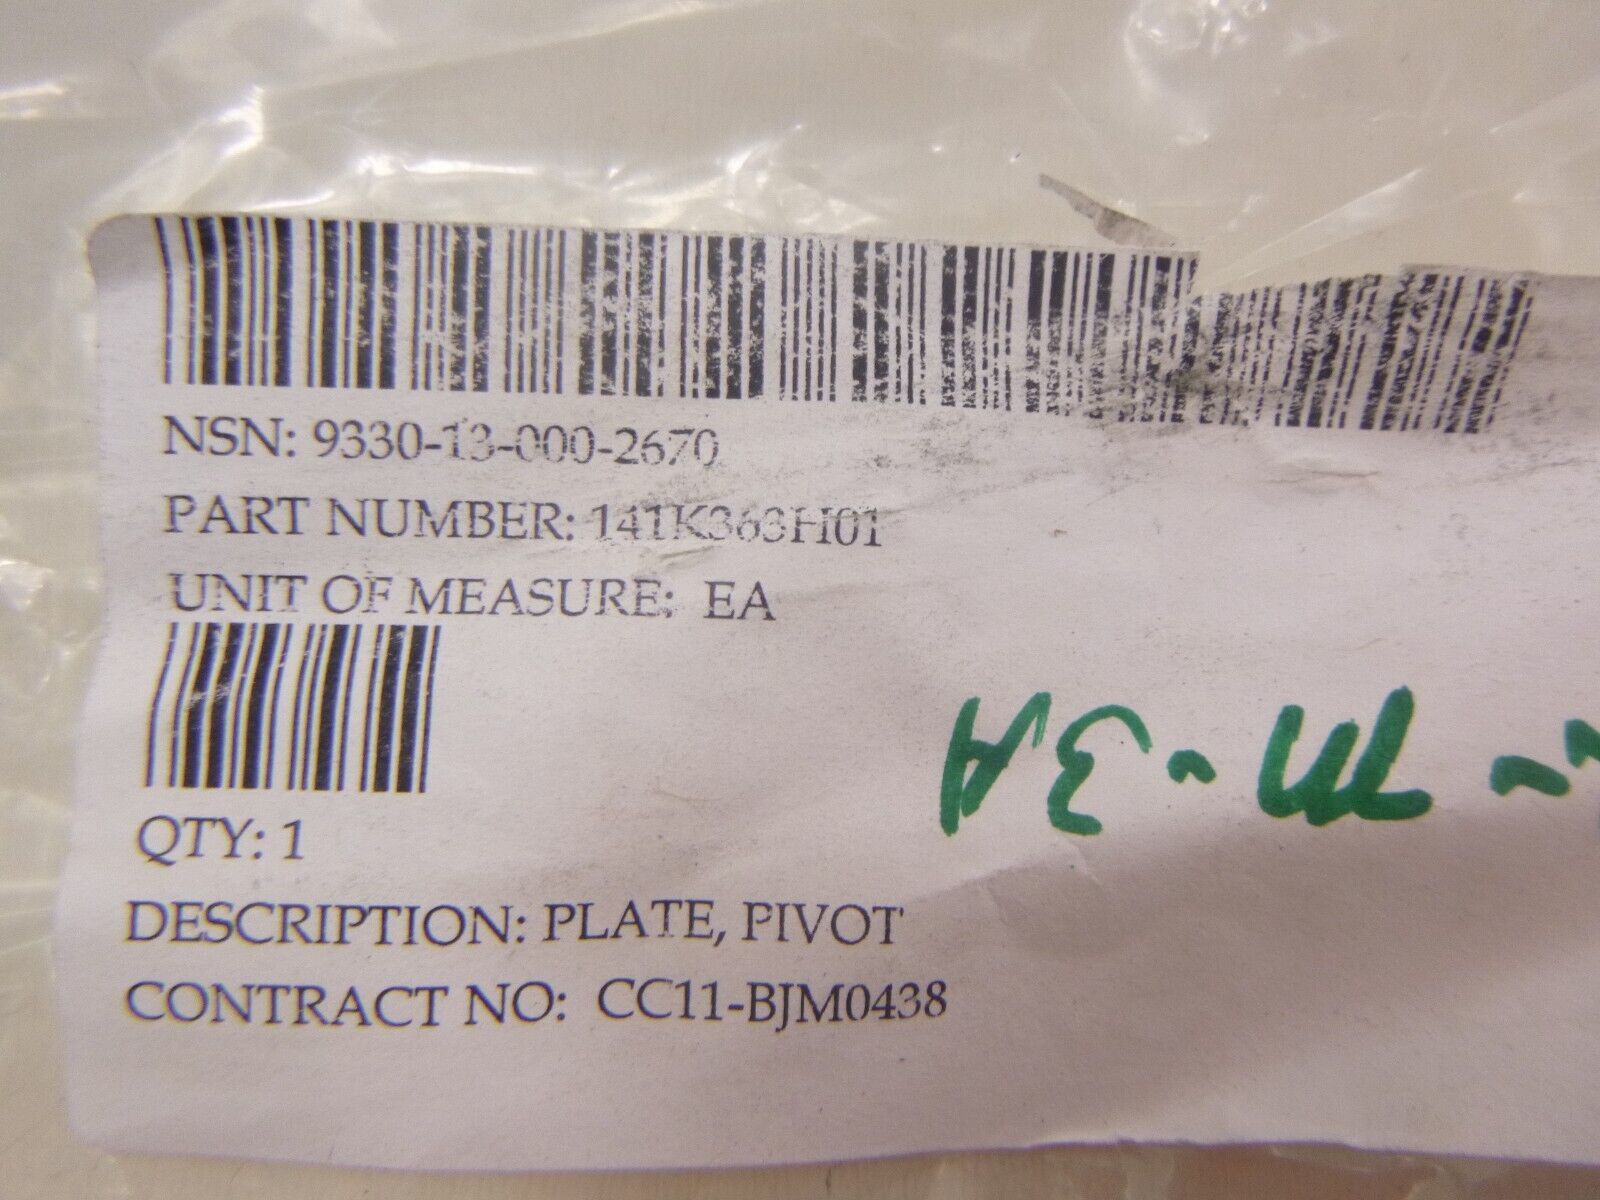 NSN: 9330-13-000-2670
PART NUMBER: 141K363H01
UNIT OF MEASURE: EA
QTY: 1
DESCRIPTION: PLATE, PIVOT
CONTRACT NO: CC11-BJM0438